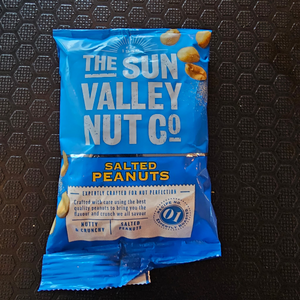 THE SUN
VALLEY
NUT CO
SALTED
PEANUTS
EXPERTLY CRAFTED FOR NUT PERFECTION
Crafted with care using the best
quality peanuts to bring you the
flavour and crunch we all savour
NUTTY
& CRUNCHY
SALTED
PEANUTS
01